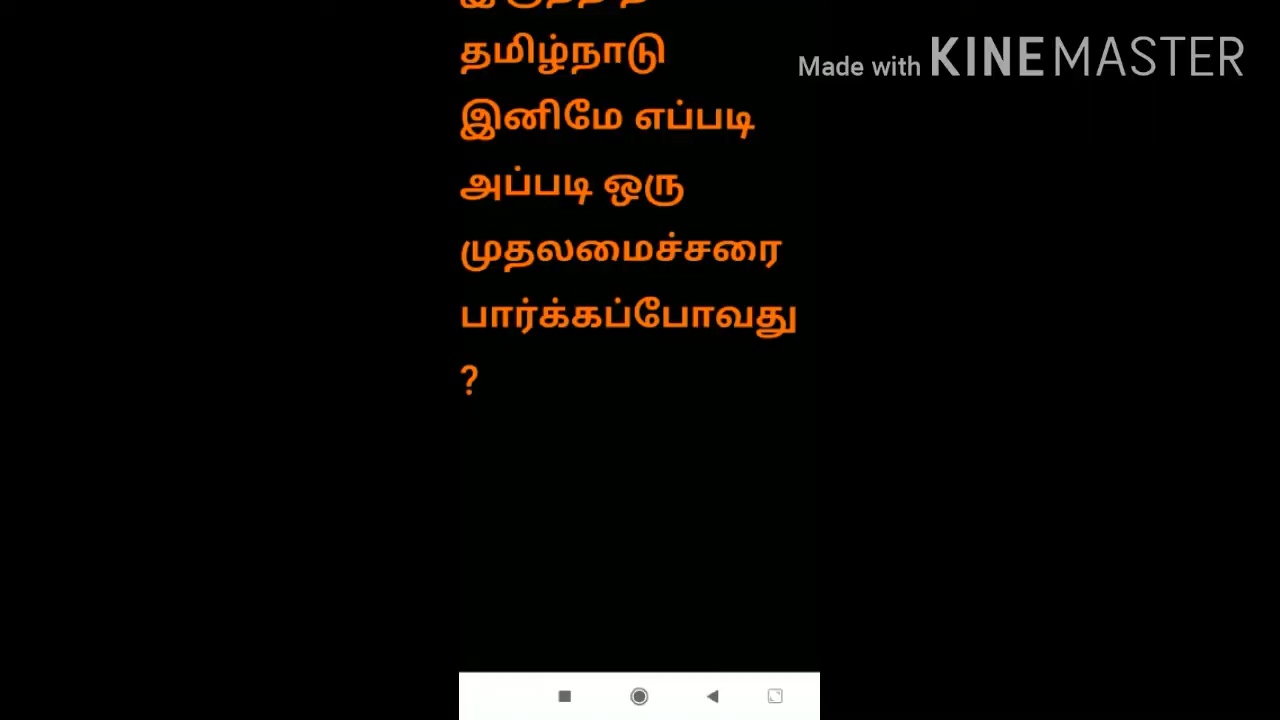 தமிழ்நாடு
Made with KINEMASTER
இனிமே எப்படி
அப்படி ஒரு
முதலமைச்சரை
பார்க்கப்போவது
?